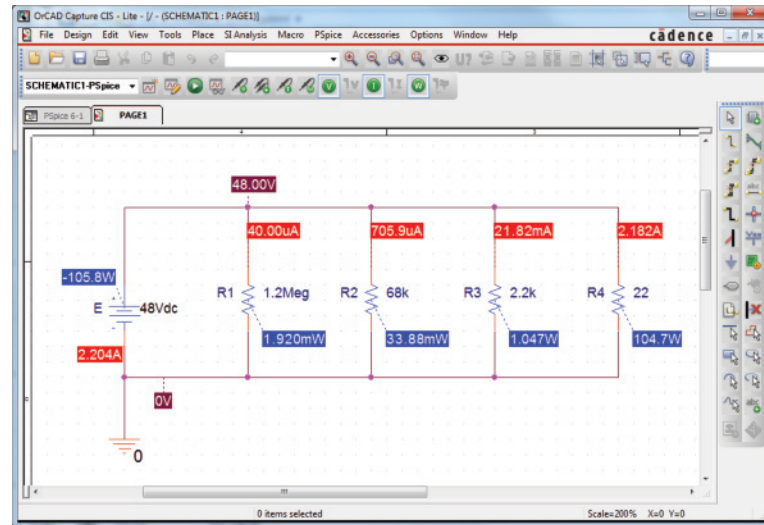 OrCAD Capture CIS - Lite - [/ - (SCHEMATIC1 : PAGE1)]
File Design Edit View Tools Place SI Analysis Macro PSpice Accessories Options Window Help
cādence
U?
SCHEMATIC1-PSpice
V
I
W
PSpice 6-1
PAGE1
4
3
48.00V
40.00uA
705.9uA
21.82mA
2.182A
-105.8W
E
48Vdc
R1
1.2Meg
R2
68k
R3
2.2k
R4
22
1.920mW
33.88mW
1.047W
104.7W
2.204A
0V
0
0 items selected
Scale=200% X=0 Y=0